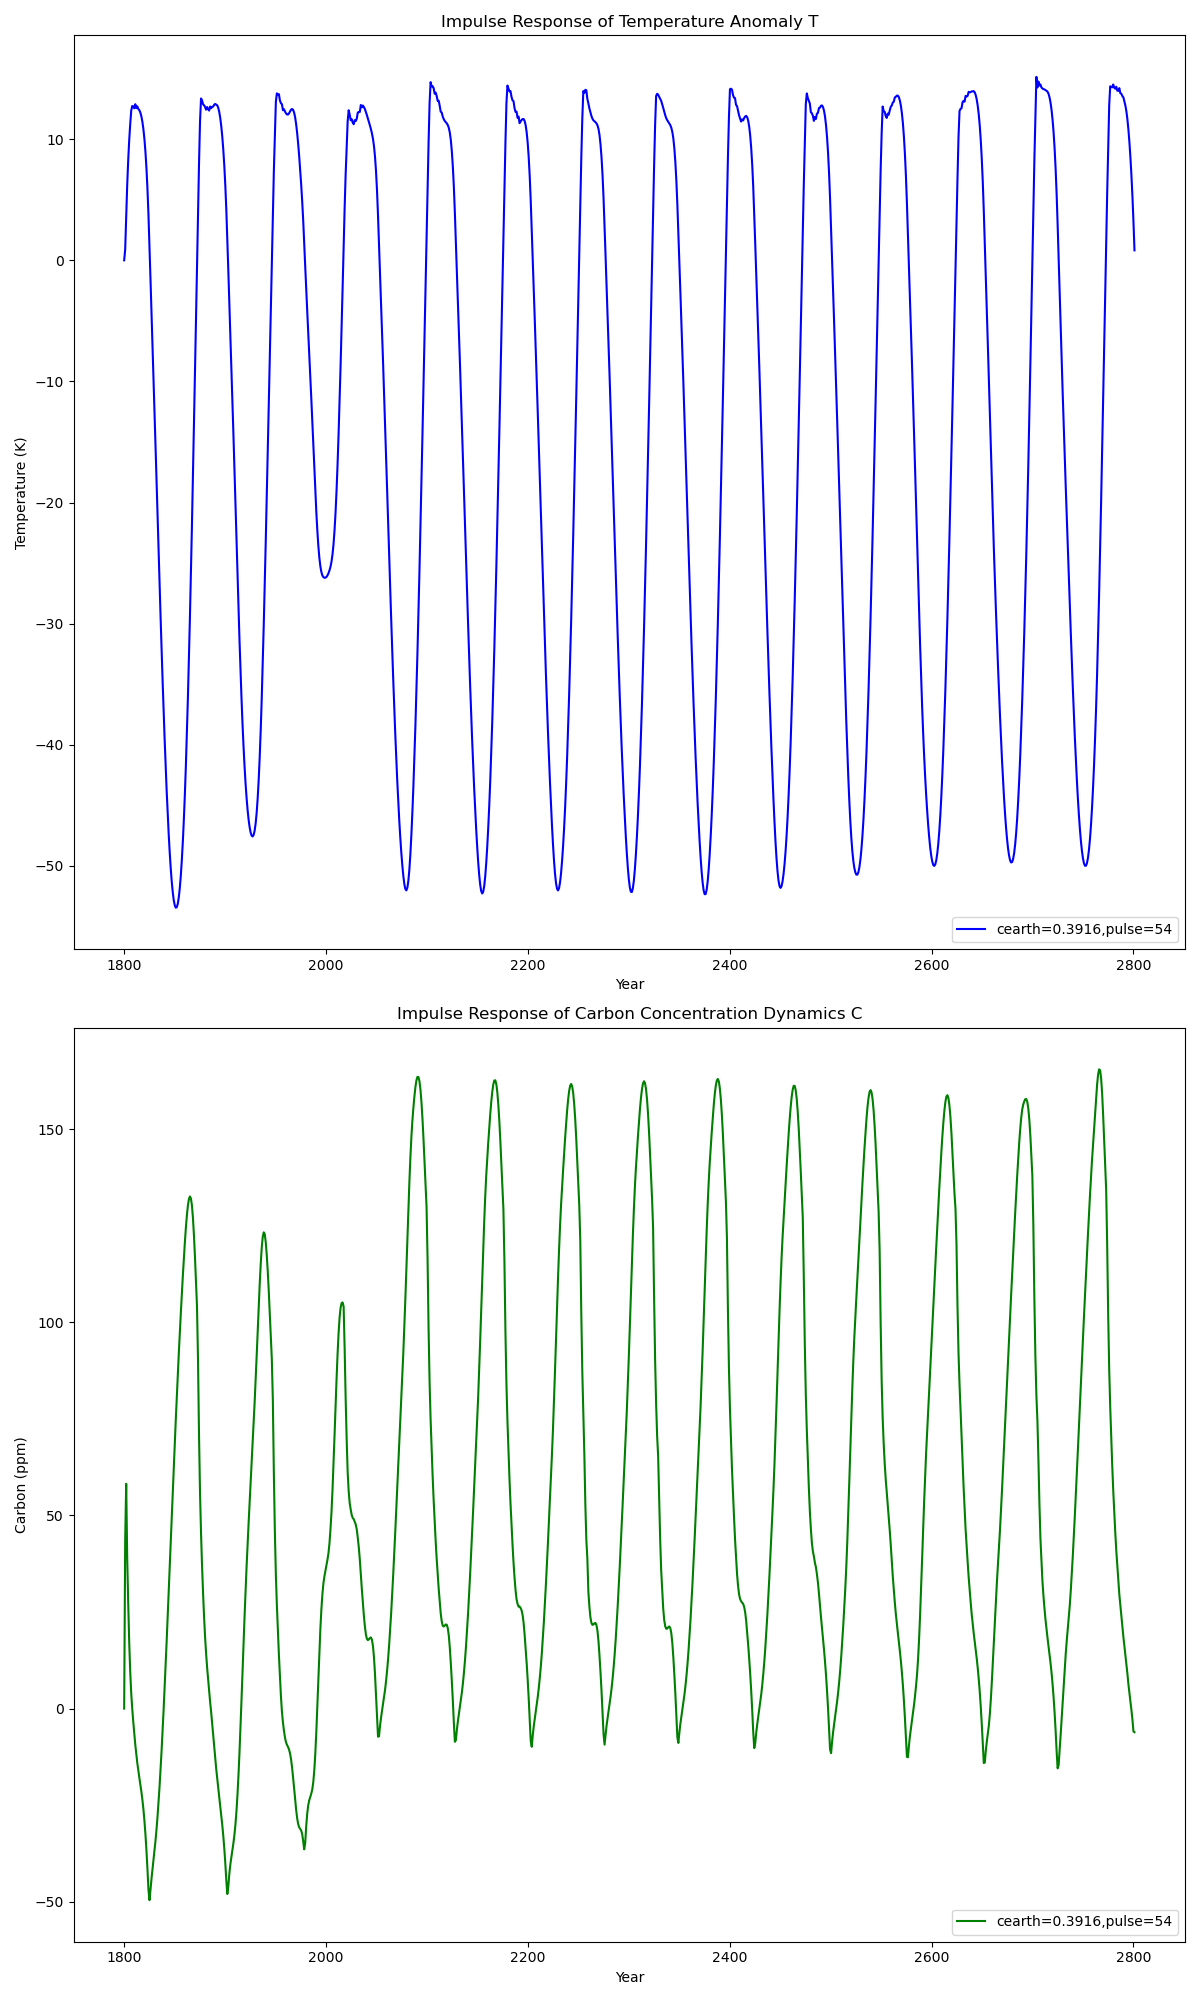 Impulse Response of Temperature Anomaly T
Temperature (K)
10
0
−10
−20
−30
−40
−50
cearth=0.3916,pulse=54
1800 2000 2200 2400 2600 2800
Year
Impulse Response of Carbon Concentration Dynamics C
Carbon (ppm)
150
100
50
0
−50
cearth=0.3916,pulse=54
1800 2000 2200 2400 2600 2800
Year